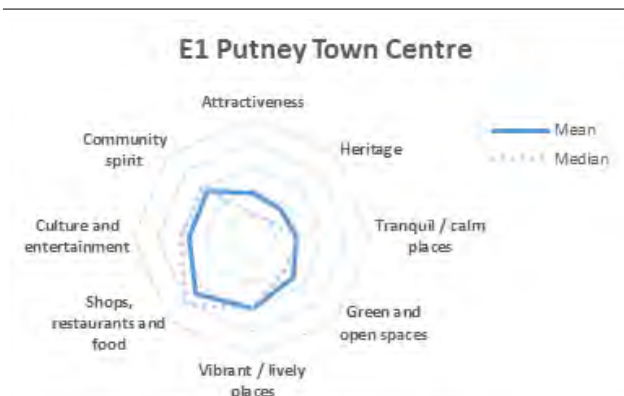 E1 Putney Town Centre
Attractiveness
Heritage
Tranquil / calm
places
Green and
open spaces
Vibrant / lively
places
Shops,
restaurants and
food
Culture and
entertainment
Community
spirit
Mean
Median